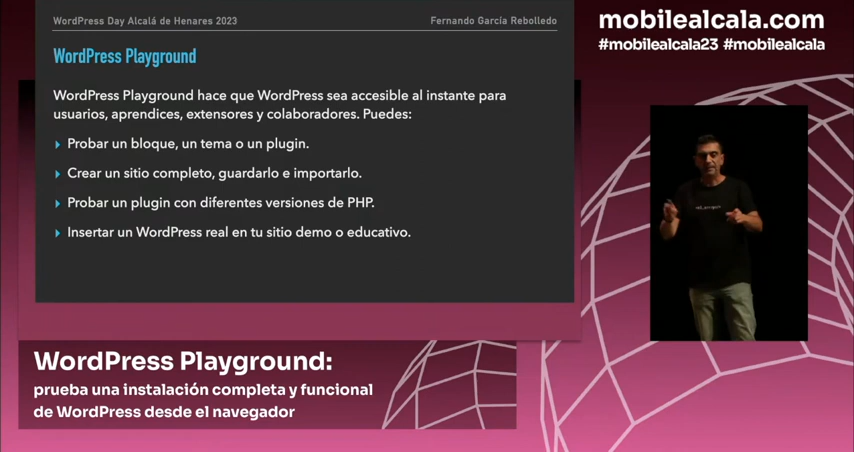 WordPress Day Alcalá de Henares 2023
Fernando García Rebolledo
WordPress Playground
WordPress Playground hace que WordPress sea accesible al instante para
usuarios, aprendices, extensores y colaboradores. Puedes:
Probar un bloque, un tema o un plugin.
Crear un sitio completo, guardarlo e importarlo.
Probar un plugin con diferentes versiones de PHP.
Insertar un WordPress real en tu sitio demo o educativo.
WordPress Playground:
prueba una instalación completa y funcional
de WordPress desde el navegador
mobilealcala.com
#mobilealcala23 #mobilealcala